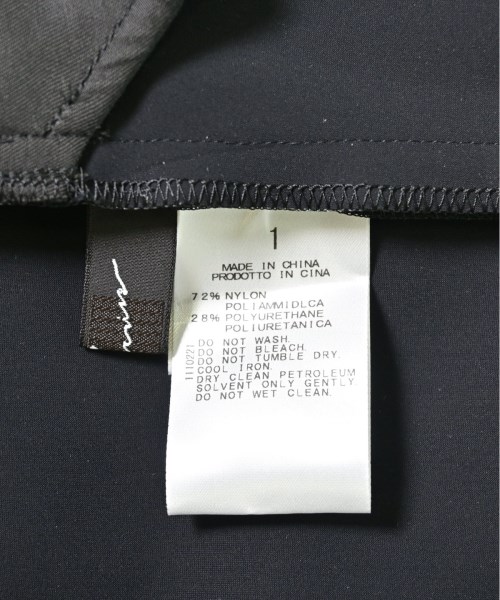 1
MADE IN CHINA
PRODOTTO IN CINA
72% NYLON
POLIAMMIDLCA
28% POLYURETHANE
POLIURETANICA
1110221
DO NOT WASH.
DO NOT BLEACH.
DO NOT TUMBLE DRY.
COOL IRON.
DRY CLEAN PETROLEUM
SOLVENT ONLY GENTLY.
DO NOT WET CLEAN.